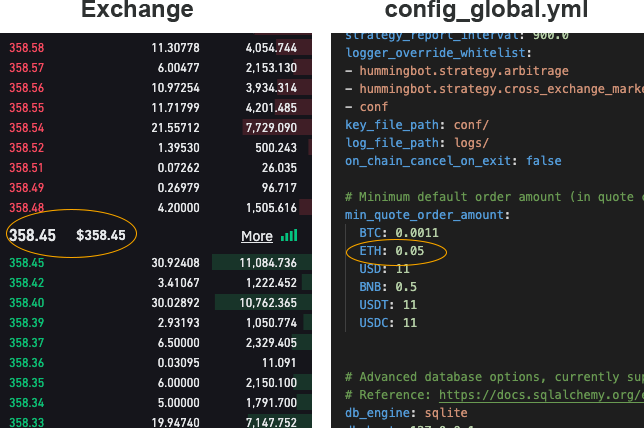 Exchange
358.58 11.30778 4,054.744
358.57 6.00477 2,153.130
358.56 10.97254 3,934.314
358.55 11.71799 4,201.485
358.54 21.55712 7,729.090
358.52 1.39530 500.243
358.51 0.07262 26.035
358.49 0.26979 96.717
358.48 4.20000 1,505.616
358.45 $358.45 More
358.45 30.92408 11,084.736
358.42 3.41067 1,222.452
358.40 30.02892 10,762.365
358.39 2.93193 1,050.774
358.37 6.50000 2,329.405
358.36 0.03095 11.091
358.35 6.00000 2,150.100
358.34 5.00000 1,791.700
358.33 19.94740 7,147.752
config_global.yml
strategy_report_interval: 900.0
logger_override_whitelist:
- hummingbot.strategy.arbitrage
- hummingbot.strategy.cross_exchange_marke
- conf
key_file_path: conf/
log_file_path: logs/
on_chain_cancel_on_exit: false
# Minimum default order amount (in quote c
min_quote_order_amount:
BTC: 0.0011
ETH: 0.05
USD: 11
BNB: 0.5
USDT: 11
USDC: 11
# Advanced database options, currently sup
# Reference: https://docs.sqlalchemy.org/e
db_engine: sqlite